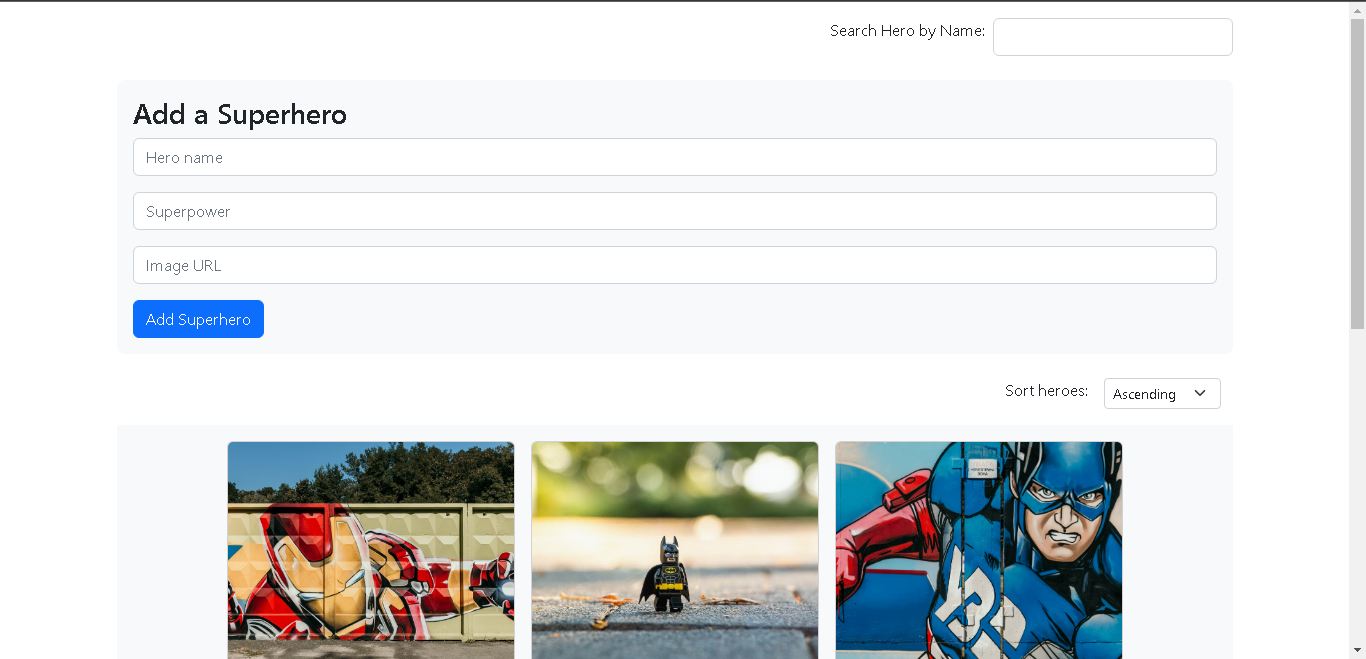 Search Hero by Name:
Add a Superhero
Hero name
Superpower
Image URL
Add Superhero
Sort heroes:
Ascending